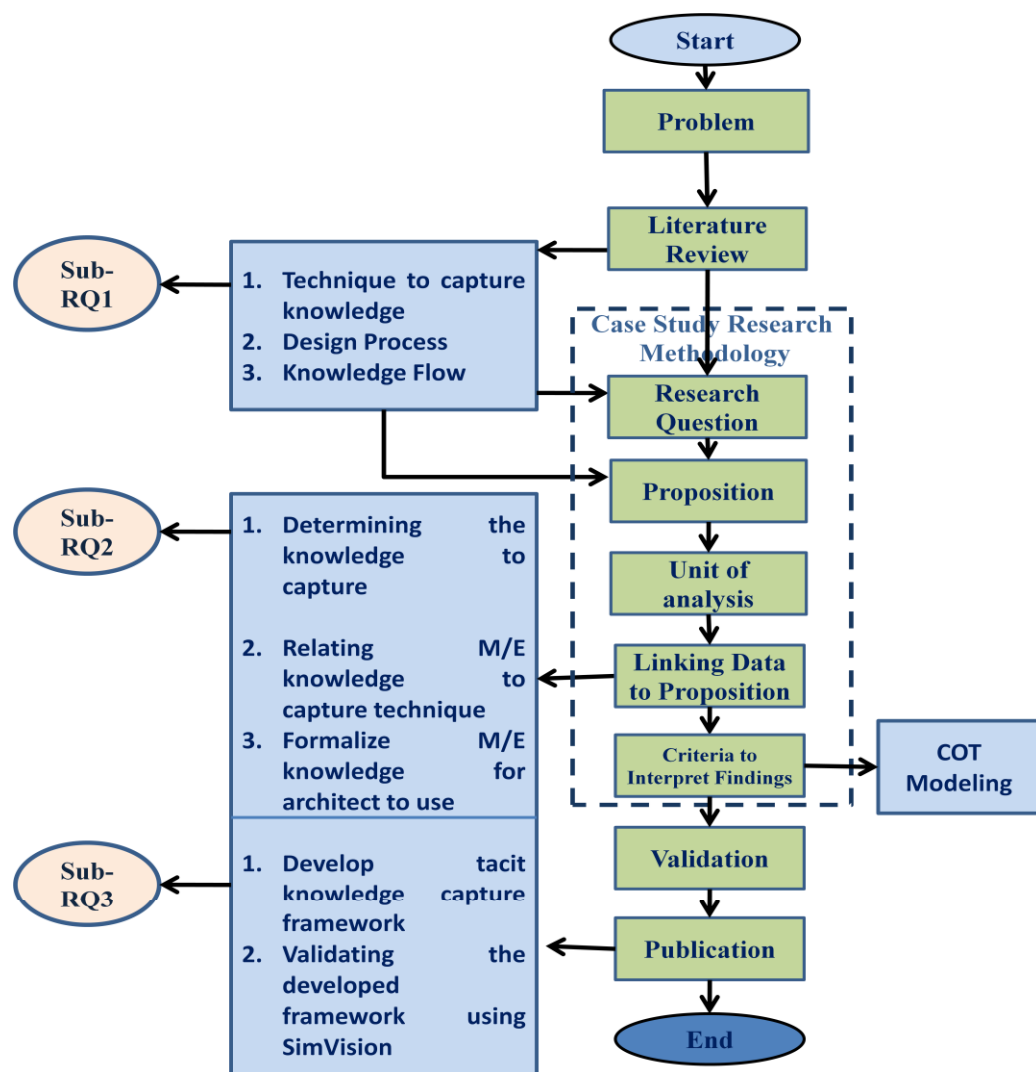 Start
Problem
Literature
Review
Sub-
RQ1
1. Technique to capture
knowledge
2. Design Process
3. Knowledge Flow
Case Study Research
Methodology
Research
Question
Proposition
Sub-
RQ2
1. Determining the
knowledge to
capture
2. Relating M/E
knowledge to
capture technique
3. Formalize M/E
knowledge for
architect to use
Unit of
analysis
Linking Data
to Proposition
Criteria to
Interpret Findings
COT
Modeling
Sub-
RQ3
1. Develop tacit
knowledge capture
framework
2. Validating the
developed
framework using
SimVision
Validation
Publication
End